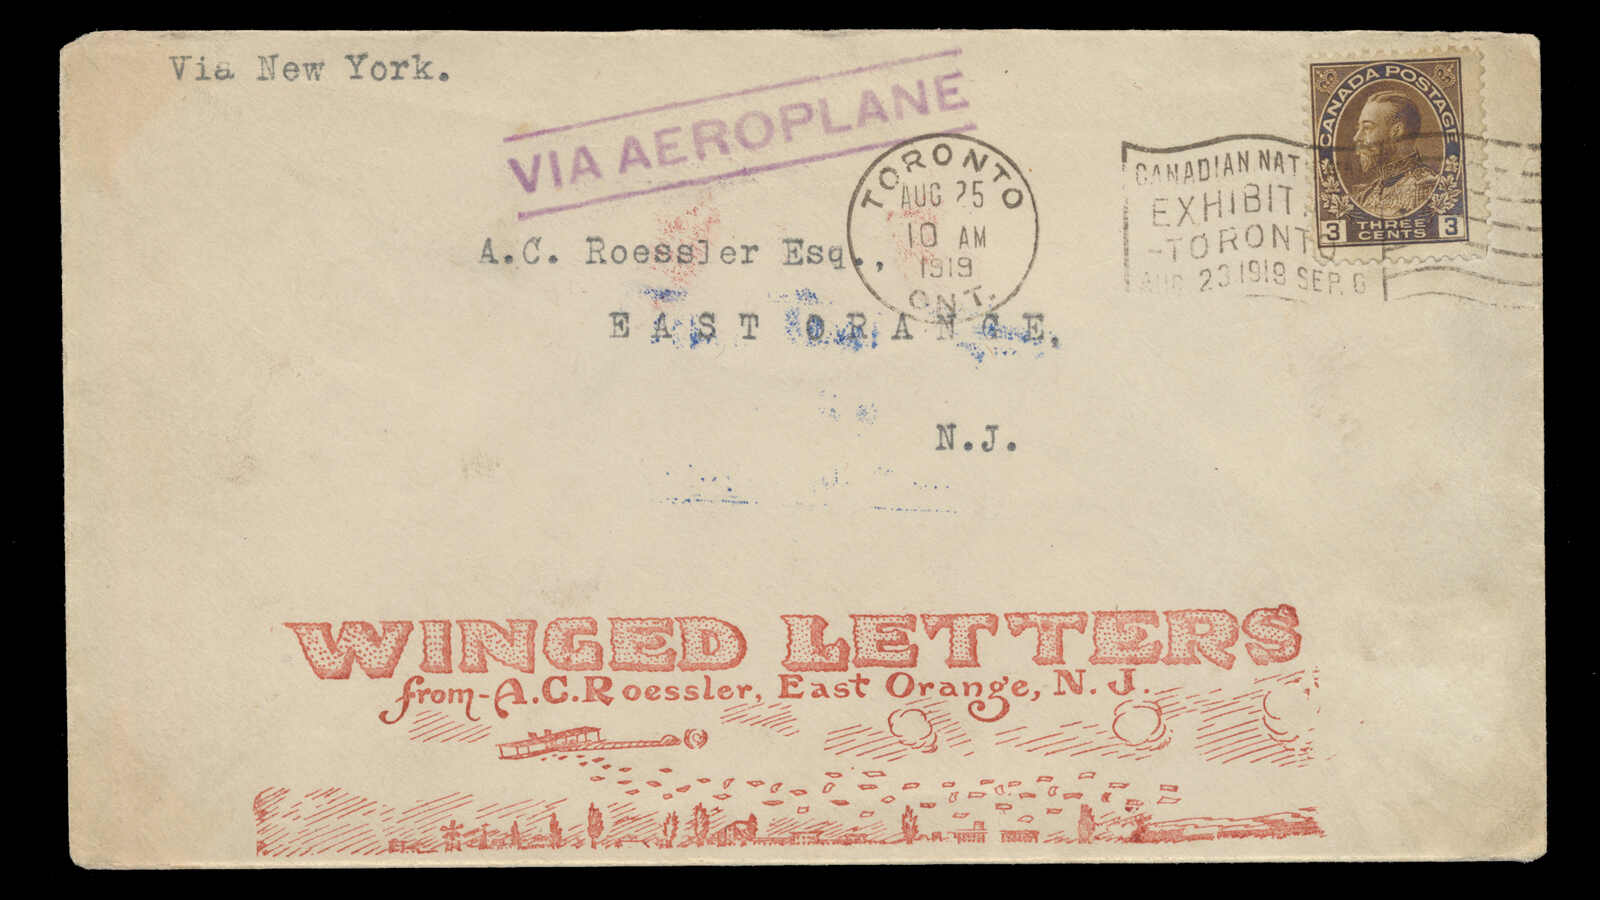 Via New York.
VIA AEROPLANE
CANADA POSTAGE
3 THREE CENTS 3
TORONTO
AUG 25
10 AM
1919
ONT.
CANADIAN NAT
EXHIBIT.
-TORONTO
AUG 23 1919 SEP. 6
A.C. Roessler Esq.,
EAST ORANGE,
N.J.
WINGED LETTERS
from-A.C.Roessler, East Orange, N.J.